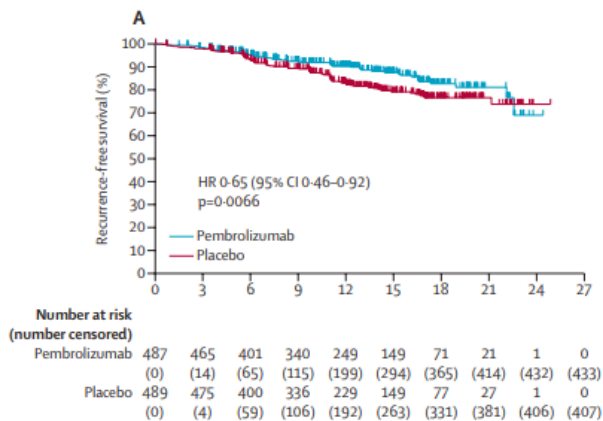 A
Recurrence-free survival (%)
100
90
80
70
60
50
40
30
20
10
0
HR 0·65 (95% CI 0·46–0·92)
p=0·0066
Pembrolizumab
Placebo
0 3 6 9 12 15 18 21 24 27
Number at risk
(number censored)
Pembrolizumab 487 465 401 340 249 149 71 21 1 0
(0) (14) (65) (115) (199) (294) (365) (414) (432) (433)
Placebo 489 475 400 336 229 149 77 27 1 0
(0) (4) (59) (106) (192) (263) (331) (381) (406) (407)